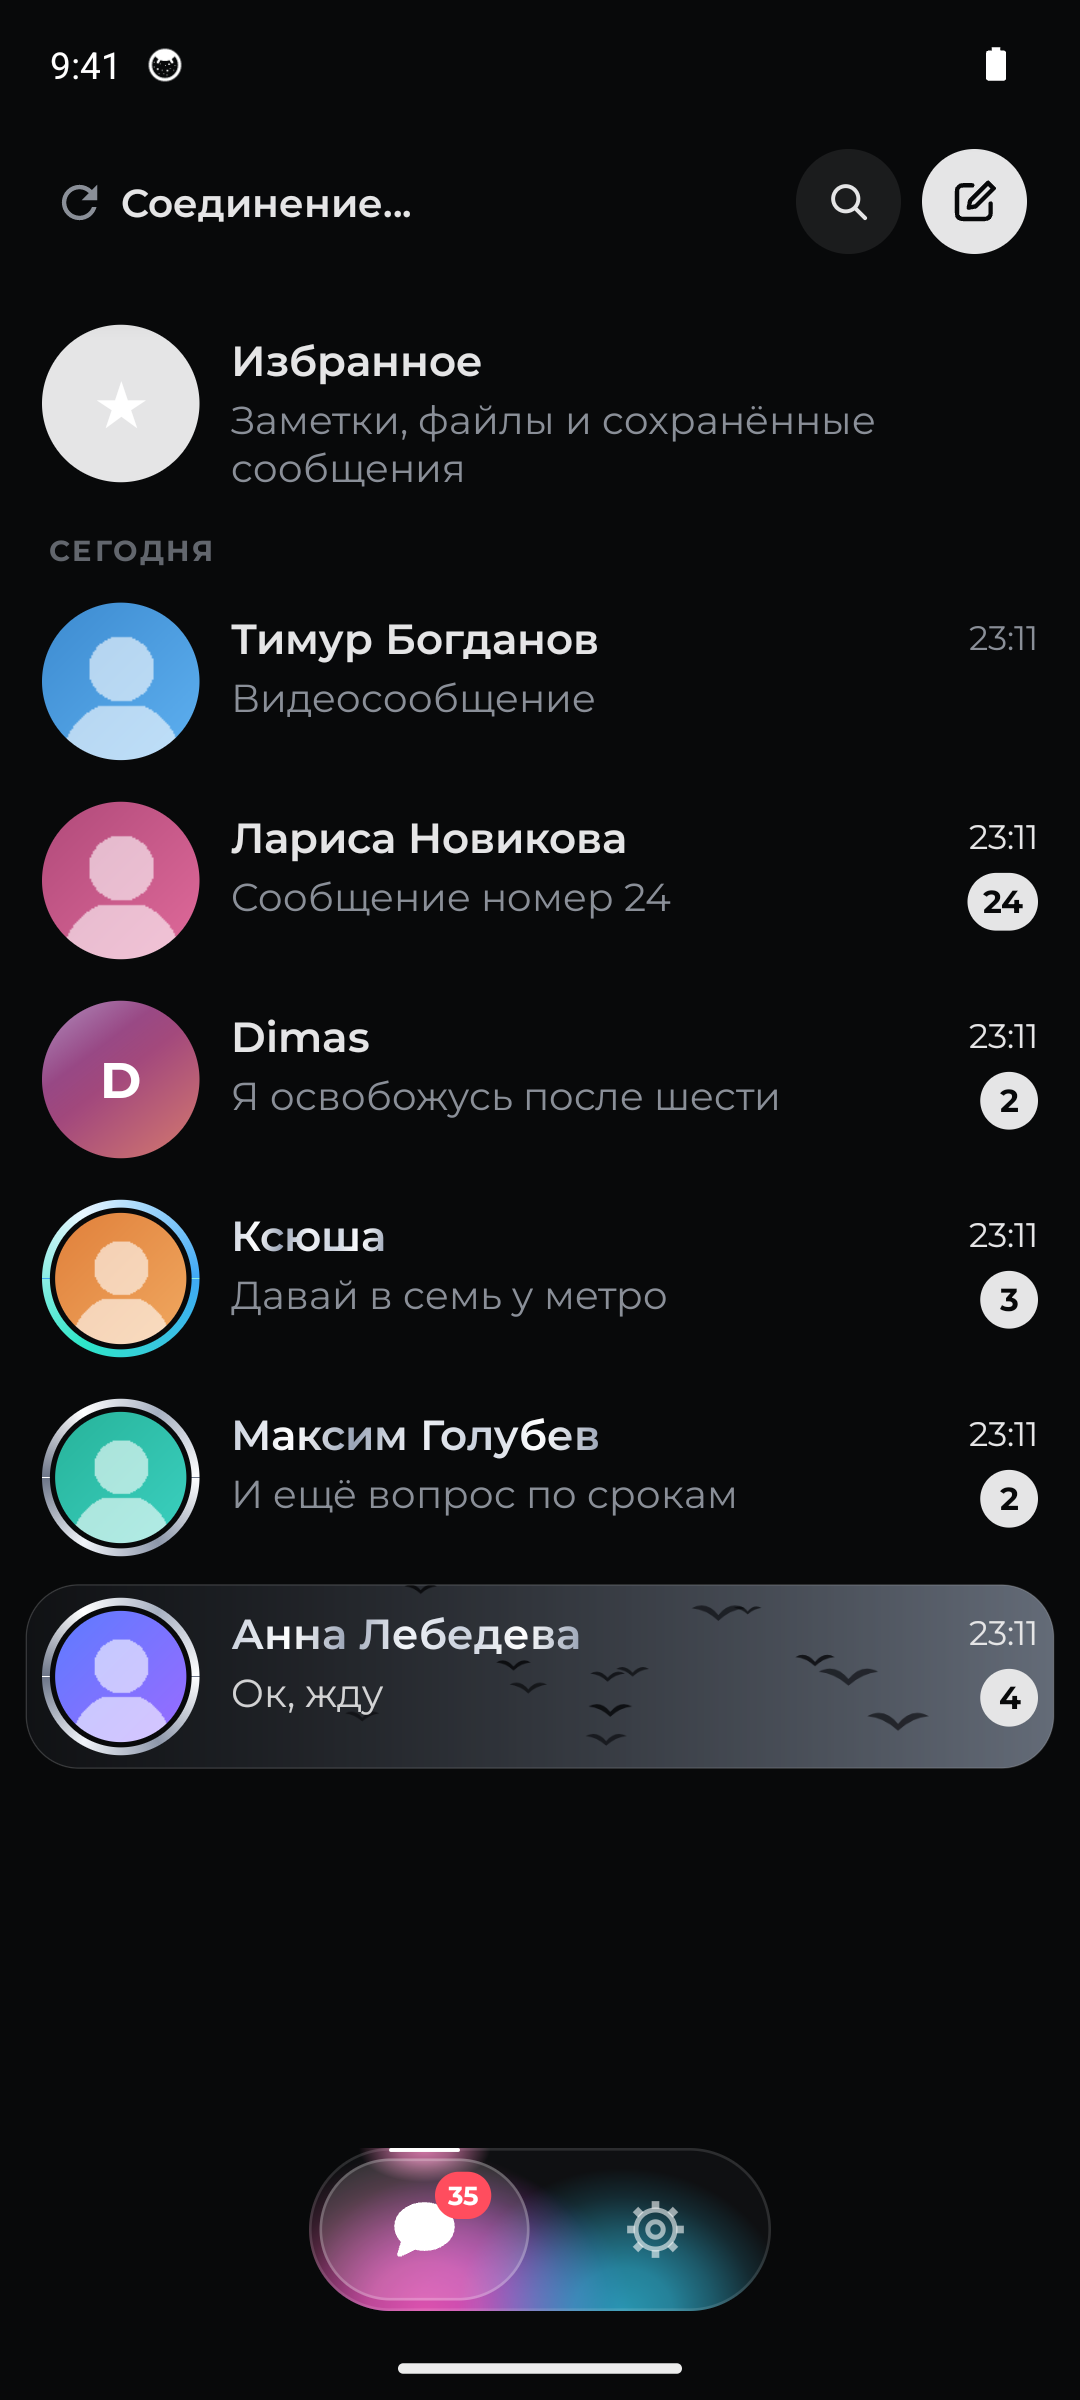 9:41
Соединение...
Избранное
Заметки, файлы и сохранённые
сообщения
СЕГОДНЯ
Тимур Богданов
23:11
Видеосообщение
Лариса Новикова
23:11
Сообщение номер 24
24
D
Dimas
23:11
Я освобожусь после шести
2
Ксюша
23:11
Давай в семь у метро
3
Максим Голубев
23:11
И ещё вопрос по срокам
2
Анна Лебедева
23:11
Ок, жду
4
35